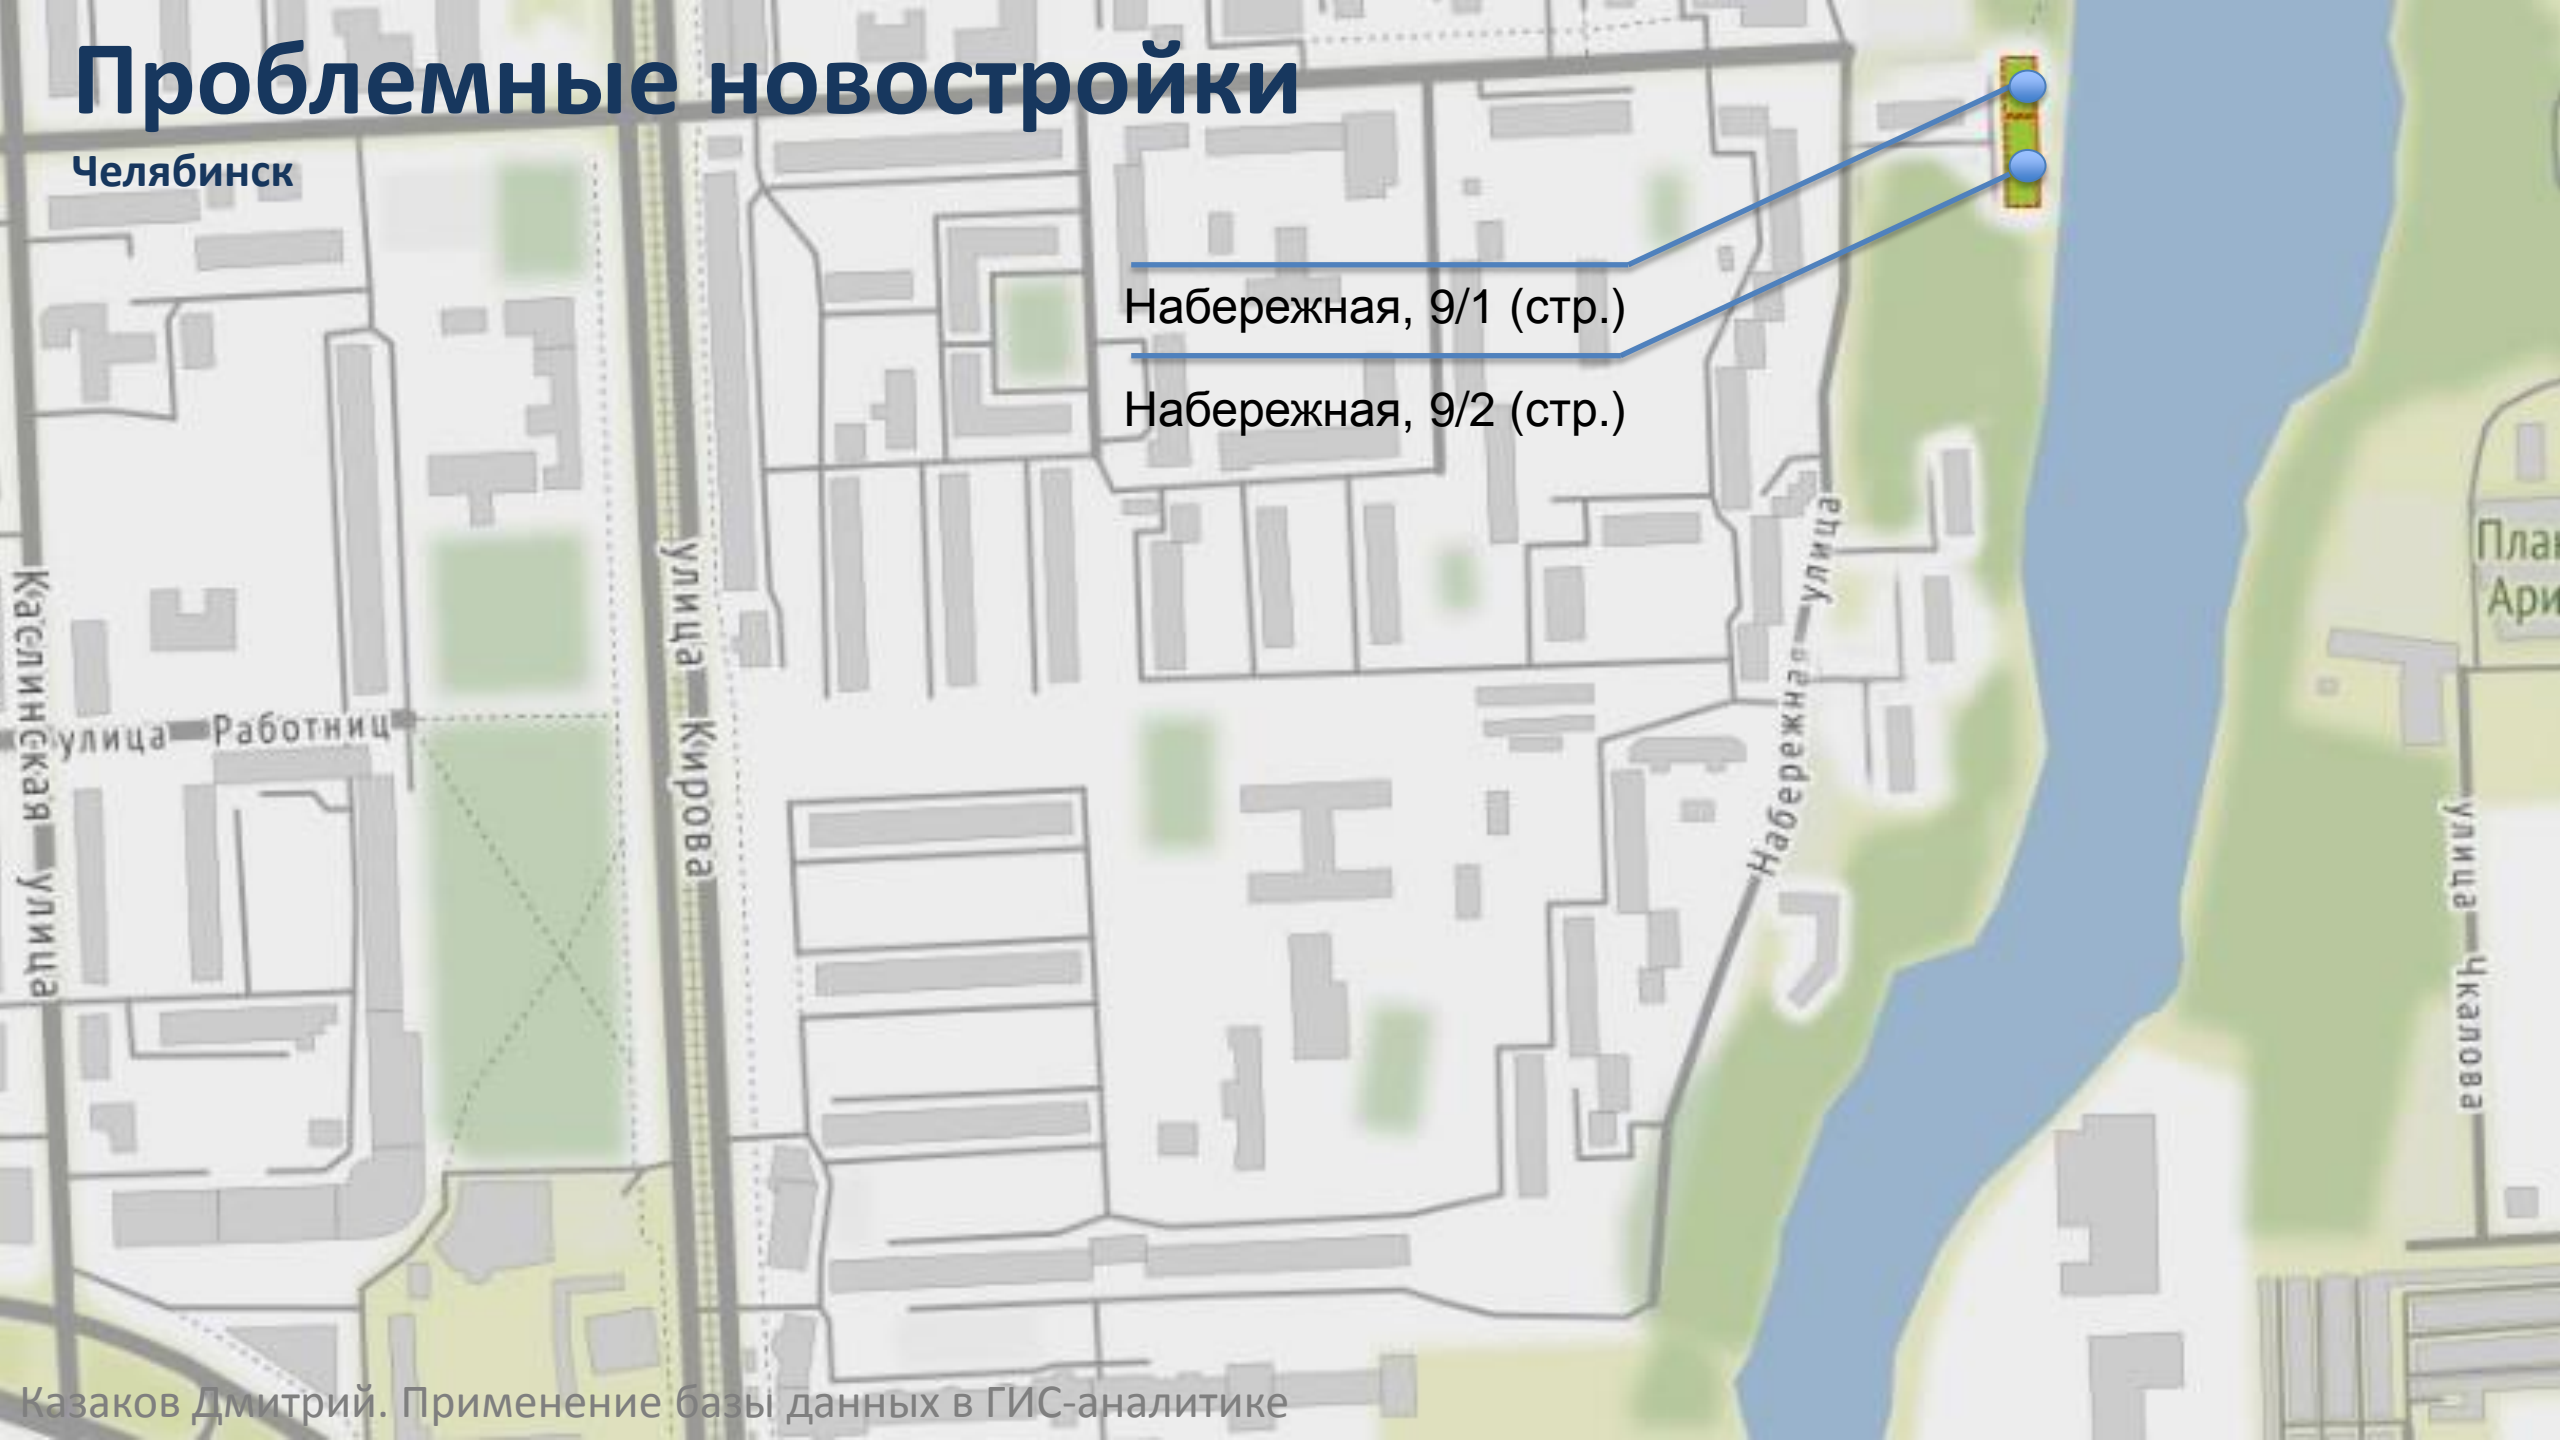 Проблемные новостройки
Челябинск
Набережная, 9/1 (стр.)
Набережная, 9/2 (стр.)
улица
Набережная
улица Кирова
Каслинская улица
улица Работниц
улица Чкалова
Казаков Дмитрий. Применение базы данных в ГИС-аналитике